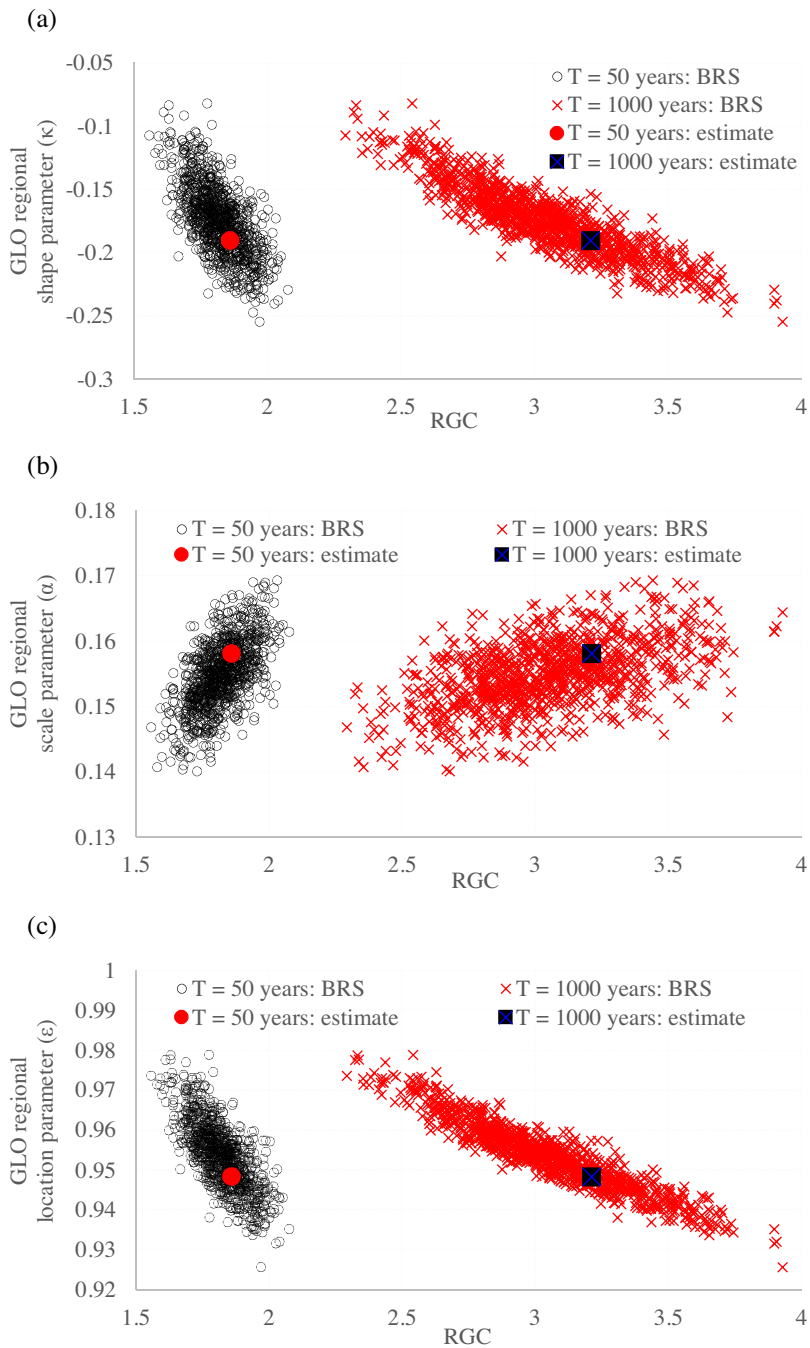 (a)
-0.05
-0.1
-0.15
-0.2
-0.25
-0.3
GLO regional
shape parameter (κ)
T = 50 years: BRS
T = 1000 years: BRS
T = 50 years: estimate
T = 1000 years: estimate
1.5 2 2.5 3 3.5 4
RGC
(b)
0.18
0.17
0.16
0.15
0.14
0.13
GLO regional
scale parameter (α)
T = 50 years: BRS T = 1000 years: BRS
T = 50 years: estimate T = 1000 years: estimate
1.5 2 2.5 3 3.5 4
RGC
(c)
1
0.99
0.98
0.97
0.96
0.95
0.94
0.93
0.92
GLO regional
location parameter (ε)
T = 50 years: BRS T = 1000 years: BRS
T = 50 years: estimate T = 1000 years: estimate
1.5 2 2.5 3 3.5 4
RGC